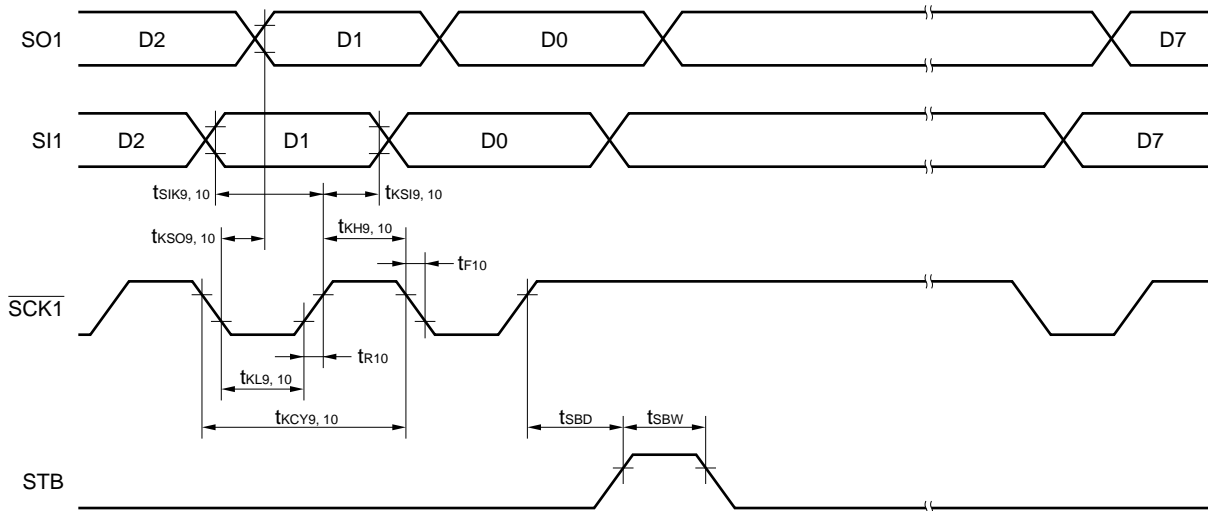 SO1 D2 D1 D0 D7
SI1 D2 D1 D0 D7
tSIK9, 10 tKSI9, 10
tKSO9, 10 tKH9, 10
tF10
SCK1
tR10
tKL9, 10
tKCY9, 10 tSBD tSBW
STB